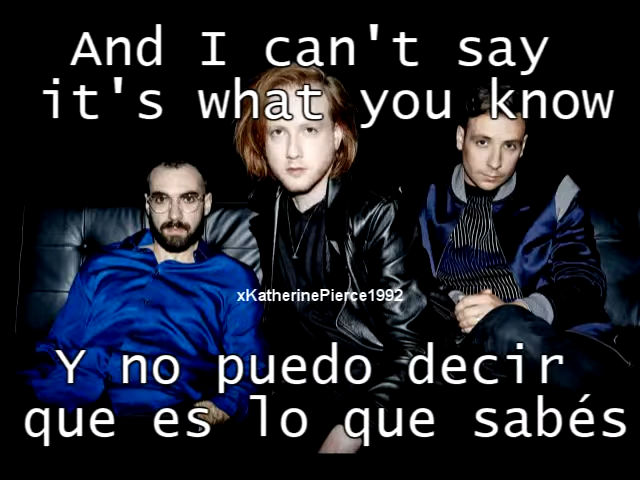 And I can't say
it's what you know
xKatherinePierce1992
Y no puedo decir
que es lo que sabés